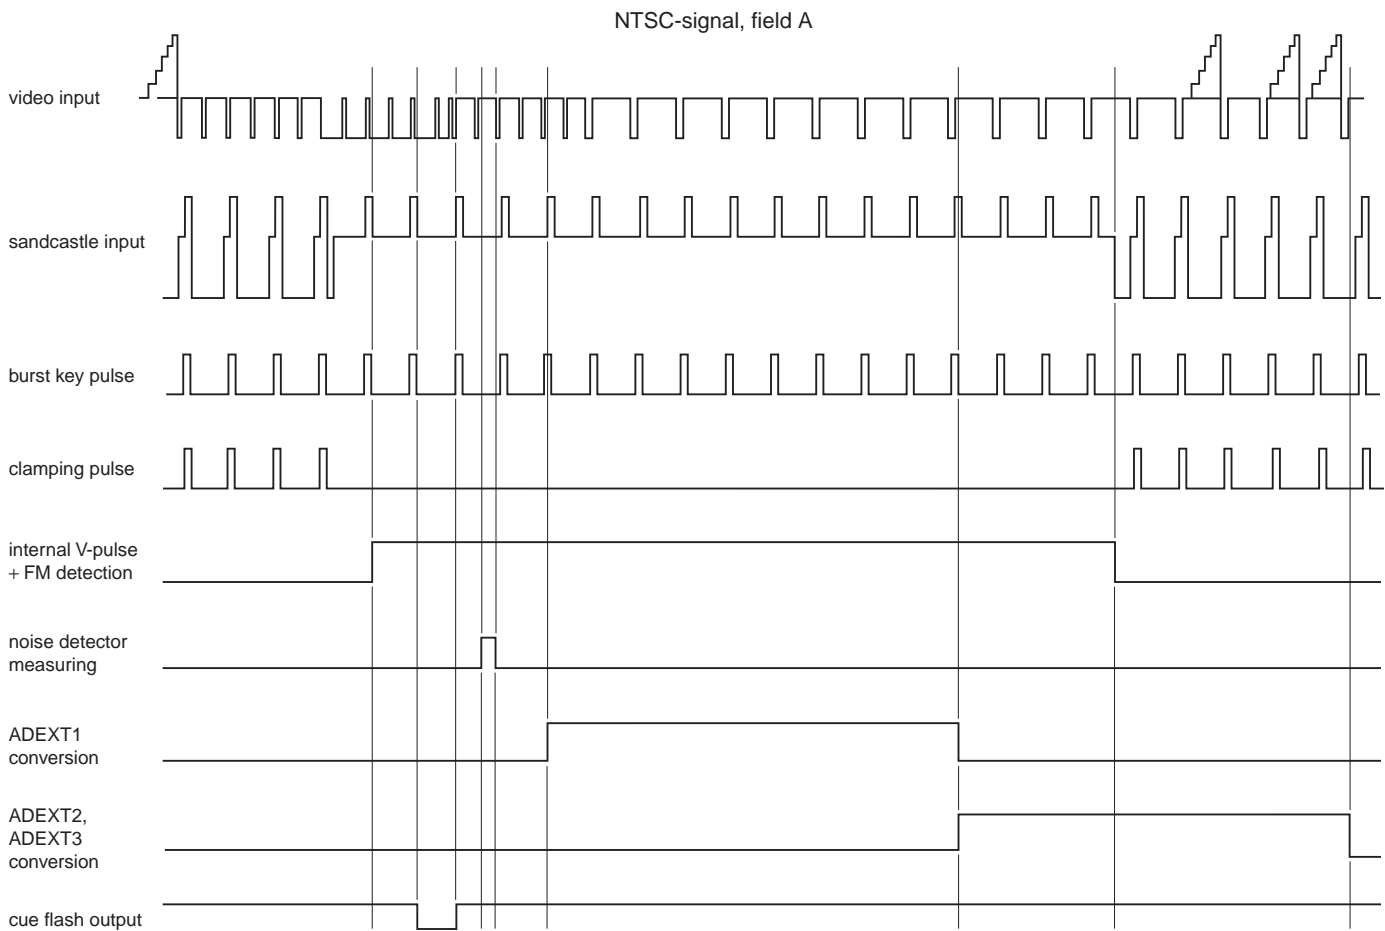 NTSC-signal, field A
video input
sandcastle input
burst key pulse
clamping pulse
internal V-pulse
+ FM detection
noise detector
measuring
ADEXT1
conversion
ADEXT2,
ADEXT3
conversion
cue flash output